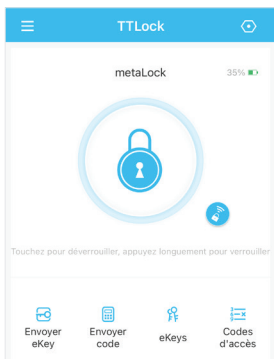 TTLock
metaLock 35%
Touchez pour déverrouiller, appuyez longuement pour verrouiller
Envoyer eKey
Envoyer code
eKeys
Codes d'accès